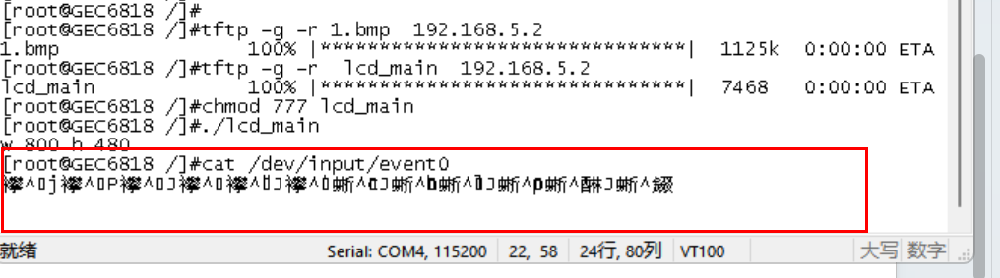 [root@GEC6818 /]#
[root@GEC6818 /]#tftp -g -r 1.bmp 192.168.5.2
1.bmp 100% |*******************************| 1125k 0:00:00 ETA
[root@GEC6818 /]#tftp -g -r lcd_main 192.168.5.2
lcd_main 100% |*******************************| 7468 0:00:00 ETA
[root@GEC6818 /]#chmod 777 lcd_main
[root@GEC6818 /]#./lcd_main
w 800 h 480
[root@GEC6818 /]#cat /dev/input/event0
就绪 Serial: COM4, 115200 22, 58 24行, 80列 VT100 大写 数字